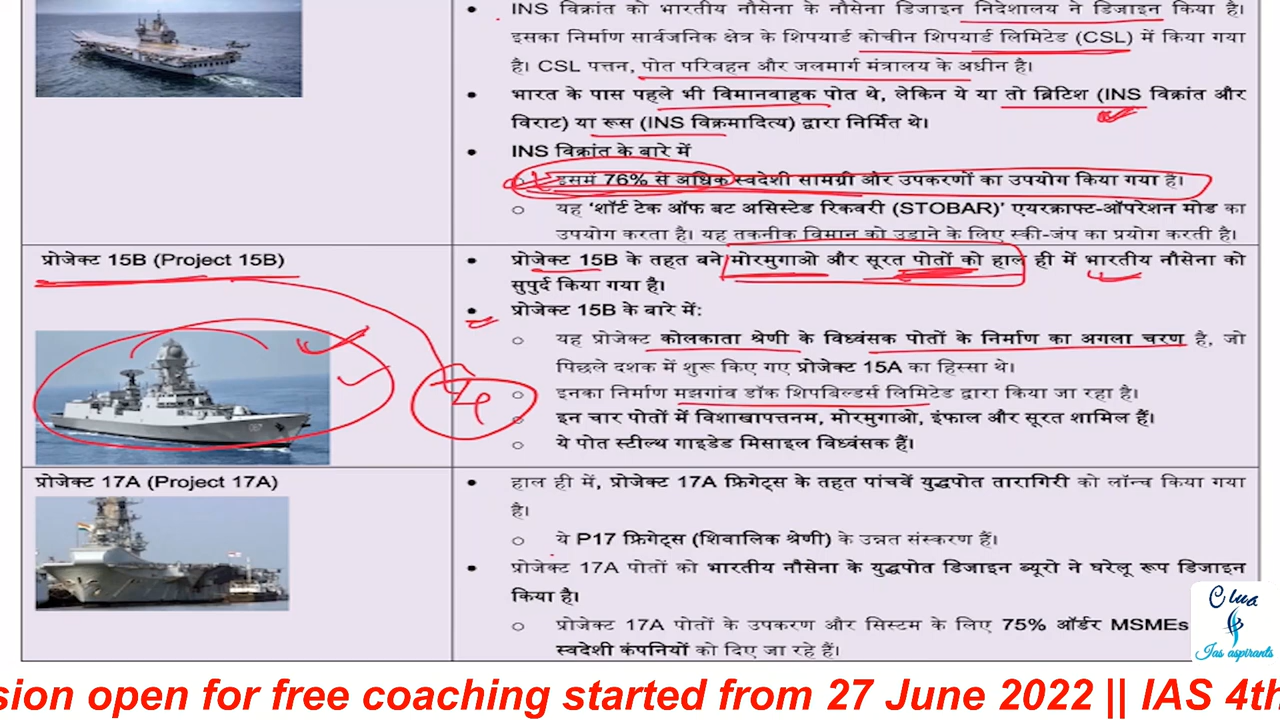 INS विक्रांत को भारतीय नौसेना के नौसेना डिजाइन निदेशालय ने डिजाइन किया है।
इसका निर्माण सार्वजनिक क्षेत्र के शिपयार्ड कोचीन शिपयार्ड लिमिटेड (CSL) में किया गया
है। CSL पत्तन, पोत परिवहन और जलमार्ग मंत्रालय के अधीन है।
• भारत के पास पहले भी विमानवाहक पोत थे, लेकिन ये या तो ब्रिटिश (INS विक्रांत और
विराट) या रूस (INS विक्रमादित्य) द्वारा निर्मित थे।
• INS विक्रांत के बारे में
इसमें 76% से अधिक स्वदेशी सामग्री और उपकरणों का उपयोग किया गया है।
○ यह ‘शॉर्ट टेक ऑफ बट असिस्टेड रिकवरी (STOBAR)’ एयरक्राफ्ट-ऑपरेशन मोड का
उपयोग करता है। यह तकनीक विमान को उड़ाने के लिए स्की-जंप का प्रयोग करती है।
प्रोजेक्ट 15B (Project 15B)
• प्रोजेक्ट 15B के तहत बने मोरमुगाओ और सूरत पोतों को हाल ही में भारतीय नौसेना को
सुपुर्द किया गया है।
• प्रोजेक्ट 15B के बारे में:
○ यह प्रोजेक्ट कोलकाता श्रेणी के विध्वंसक पोतों के निर्माण का अगला चरण है, जो
पिछले दशक में शुरू किए गए प्रोजेक्ट 15A का हिस्सा थे।
○ इनका निर्माण मझगांव डॉक शिपबिल्डर्स लिमिटेड द्वारा किया जा रहा है।
○ इन चार पोतों में विशाखापत्तनम, मोरमुगाओ, इंफाल और सूरत शामिल हैं।
○ ये पोत स्टील्थ गाइडेड मिसाइल विध्वंसक हैं।
प्रोजेक्ट 17A (Project 17A)
• हाल ही में, प्रोजेक्ट 17A फ्रिगेट्स के तहत पांचवें युद्धपोत तारागिरी को लॉन्च किया गया
है।
○ ये P17 फ्रिगेट्स (शिवालिक श्रेणी) के उन्नत संस्करण हैं।
• प्रोजेक्ट 17A पोतों को भारतीय नौसेना के युद्धपोत डिजाइन ब्यूरो ने घरेलू रूप डिजाइन
किया है।
○ प्रोजेक्ट 17A पोतों के उपकरण और सिस्टम के लिए 75% ऑर्डर MSMEs
स्वदेशी कंपनियों को दिए जा रहे हैं।
Ias aspirants
sion open for free coaching started from 27 June 2022 || IAS 4th